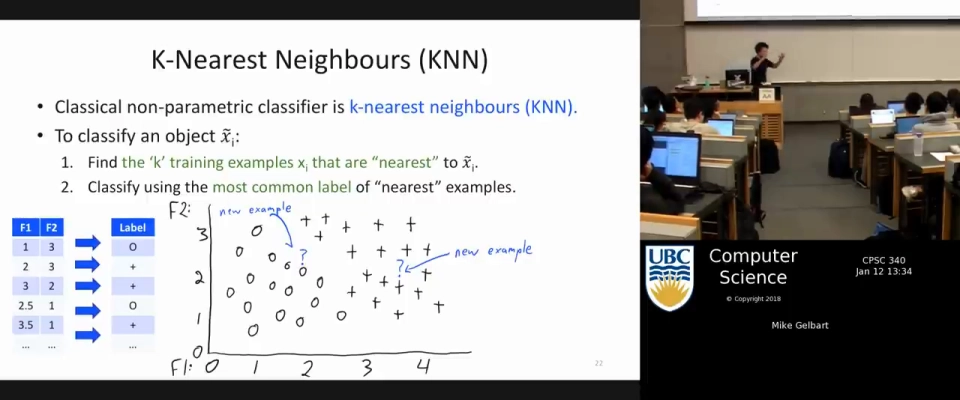 K-Nearest Neighbours (KNN)
• Classical non-parametric classifier is k-nearest neighbours (KNN).
• To classify an object x̃ᵢ:
1. Find the 'k' training examples xᵢ that are "nearest" to x̃ᵢ.
2. Classify using the most common label of "nearest" examples.
F1 F2 Label
1 3 O
2 3 +
3 2 +
2.5 1 O
3.5 1 +
... ... ...
F2:
new example
3
2
1
0
? 
?
new example
F1: 0 1 2 3 4
22
UBC
Computer
Science
© Copyright 2018
CPSC 340
Jan 12 13:34
Mike Gelbart